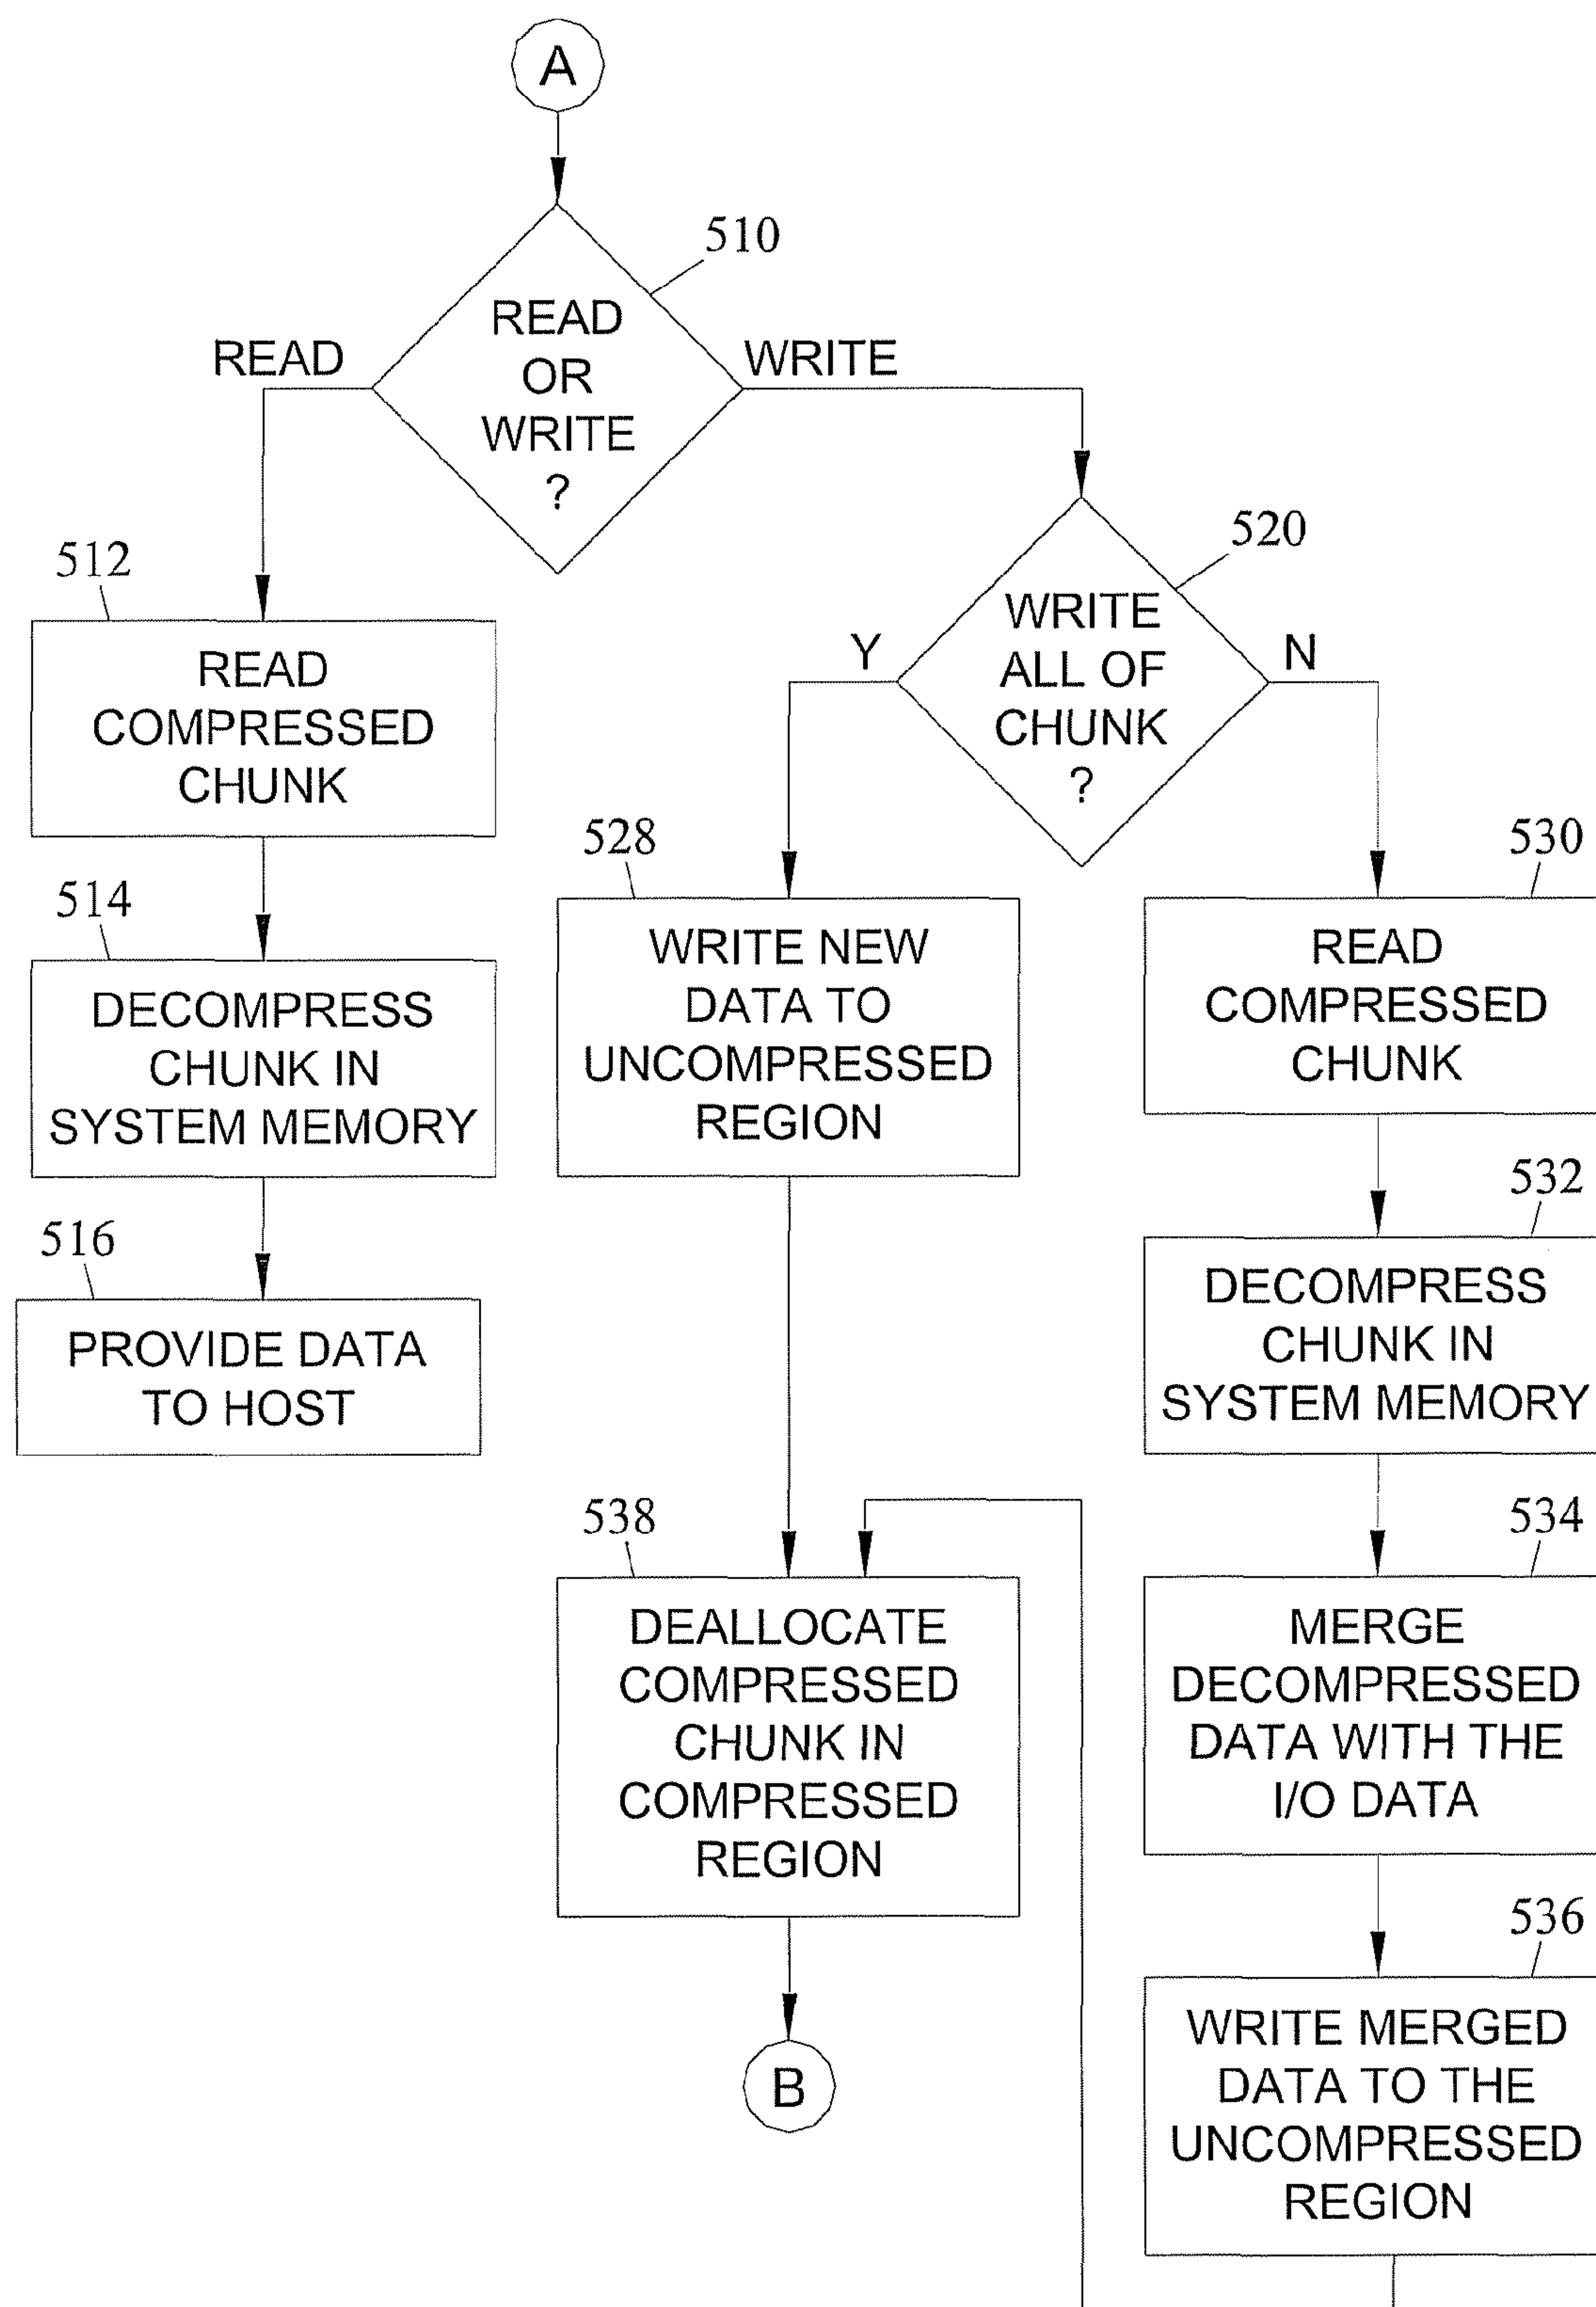 A
510
READ
OR
WRITE
?
READ
WRITE
520
WRITE
ALL OF
CHUNK
?
Y
N
512
READ
COMPRESSED
CHUNK
514
DECOMPRESS
CHUNK IN
SYSTEM MEMORY
516
PROVIDE DATA
TO HOST
528
WRITE NEW
DATA TO
UNCOMPRESSED
REGION
530
READ
COMPRESSED
CHUNK
532
DECOMPRESS
CHUNK IN
SYSTEM MEMORY
534
MERGE
DECOMPRESSED
DATA WITH THE
I/O DATA
536
WRITE MERGED
DATA TO THE
UNCOMPRESSED
REGION
538
DEALLOCATE
COMPRESSED
CHUNK IN
COMPRESSED
REGION
B